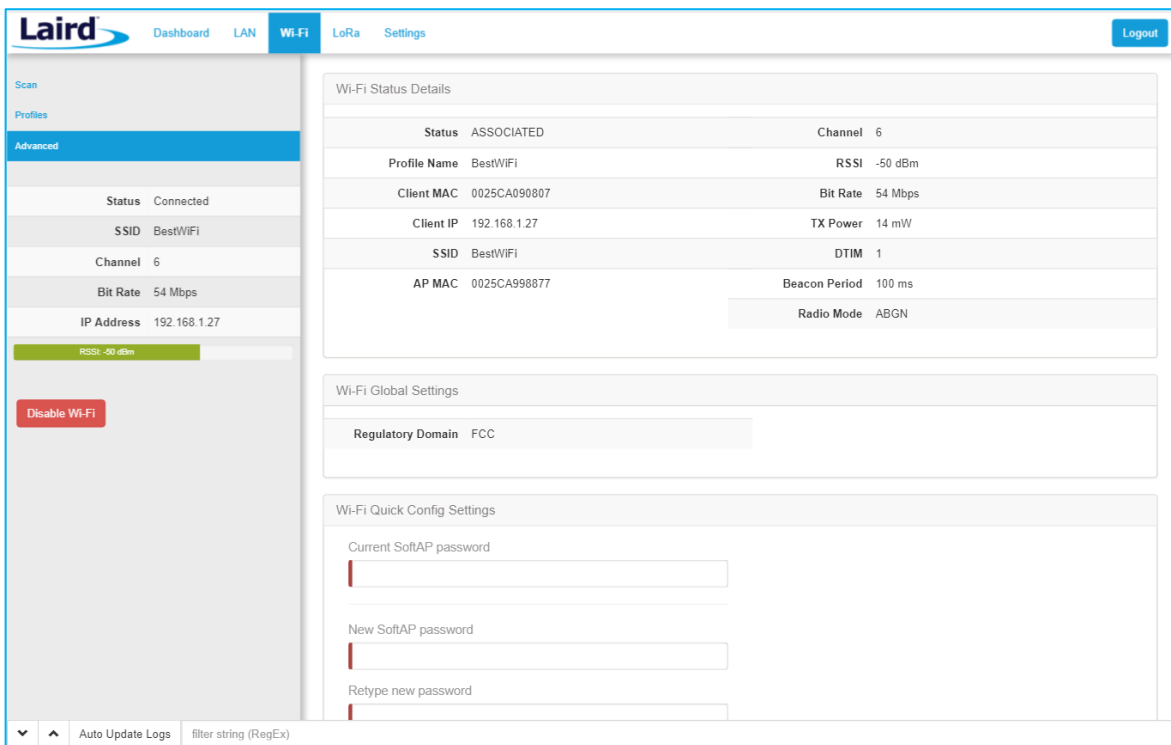 Laird Dashboard LAN Wi-Fi LoRa Settings Logout
Scan
Profiles
Advanced
Status Connected
SSID BestWiFi
Channel 6
Bit Rate 54 Mbps
IP Address 192.168.1.27
RSSI: -50 dBm
Disable Wi-Fi
Wi-Fi Status Details
Status ASSOCIATED Channel 6
Profile Name BestWiFi RSSI -50 dBm
Client MAC 0025CA090807 Bit Rate 54 Mbps
Client IP 192.168.1.27 TX Power 14 mW
SSID BestWiFi DTIM 1
AP MAC 0025CA998877 Beacon Period 100 ms
Radio Mode ABGN
Wi-Fi Global Settings
Regulatory Domain FCC
Wi-Fi Quick Config Settings
Current SoftAP password
New SoftAP password
Retype new password
Auto Update Logs filter string (RegEx)